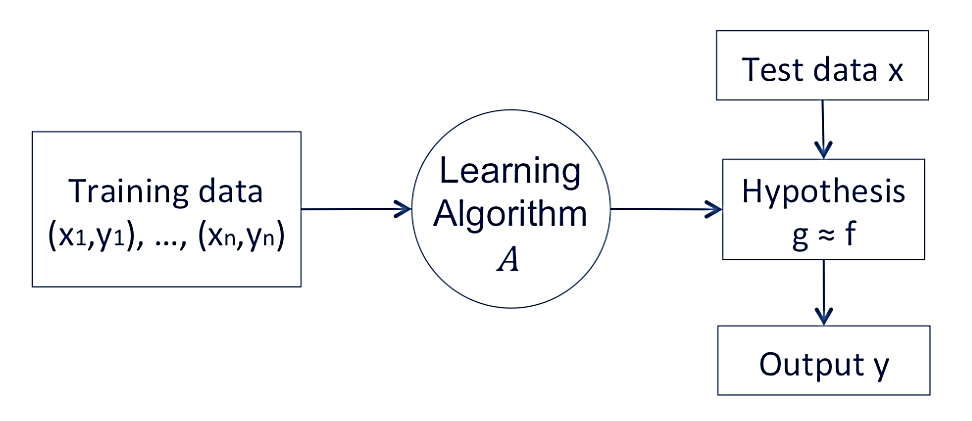 Training data
(x1,y1), ..., (xn,yn)
Learning
Algorithm
A
Test data x
Hypothesis
g ≈ f
Output y